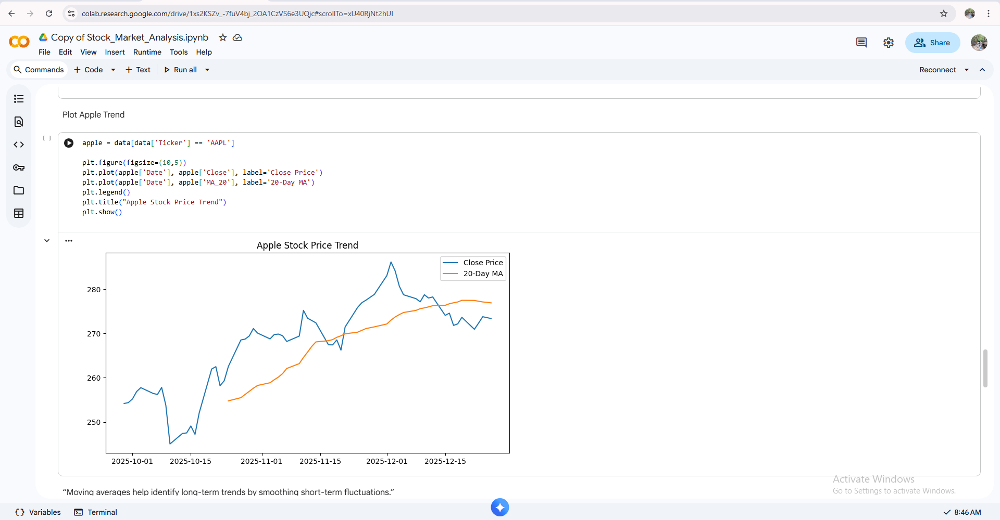 colab.research.google.com/drive/1xs2KSZv_-7fuV4bj_2OA1CzVS6e3UQjc#scrollTo=xU40RjNt2hUI
Copy of Stock_Market_Analysis.ipynb
File Edit View Insert Runtime Tools Help
Share
Commands + Code + Text Run all
Reconnect
Plot Apple Trend
[ ]
apple = data[data['Ticker'] == 'AAPL']
plt.figure(figsize=(10,5))
plt.plot(apple['Date'], apple['Close'], label='Close Price')
plt.plot(apple['Date'], apple['MA_20'], label='20-Day MA')
plt.legend()
plt.title("Apple Stock Price Trend")
plt.show()
Apple Stock Price Trend
Close Price
20-Day MA
280
270
260
250
2025-10-01 2025-10-15 2025-11-01 2025-11-15 2025-12-01 2025-12-15
“Moving averages help identify long-term trends by smoothing short-term fluctuations.”
Activate Windows
Go to Settings to activate Windows.
Variables Terminal
8:46 AM